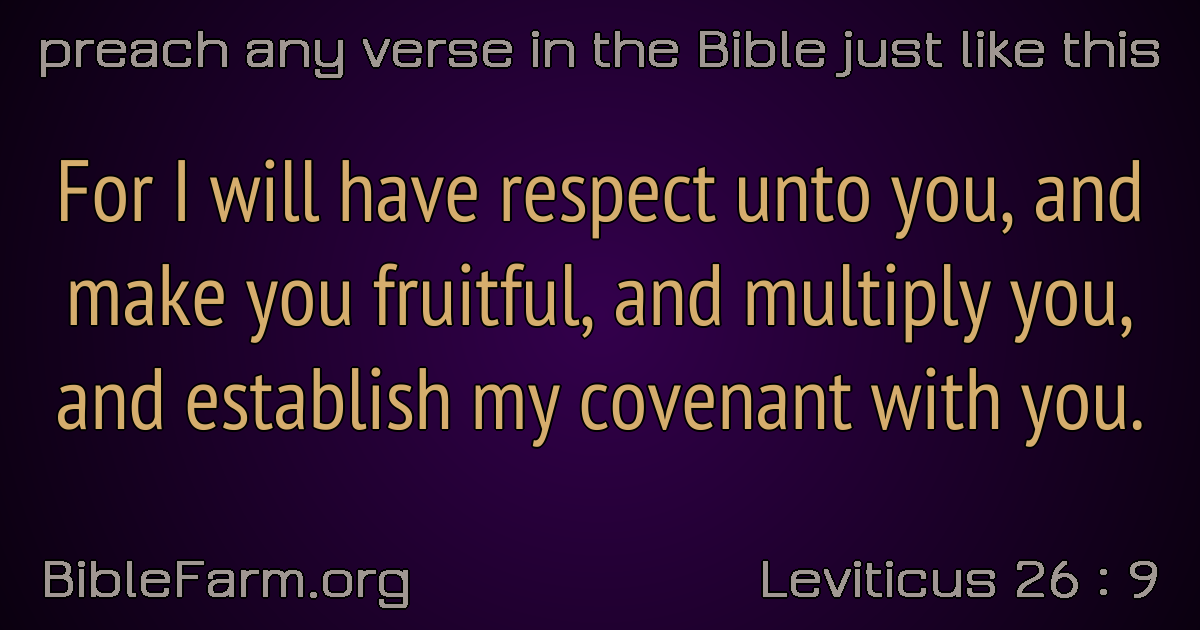 preach any verse in the Bible just like this
For I will have respect unto you, and
make you fruitful, and multiply you,
and establish my covenant with you.
BibleFarm.org
Leviticus 26 : 9